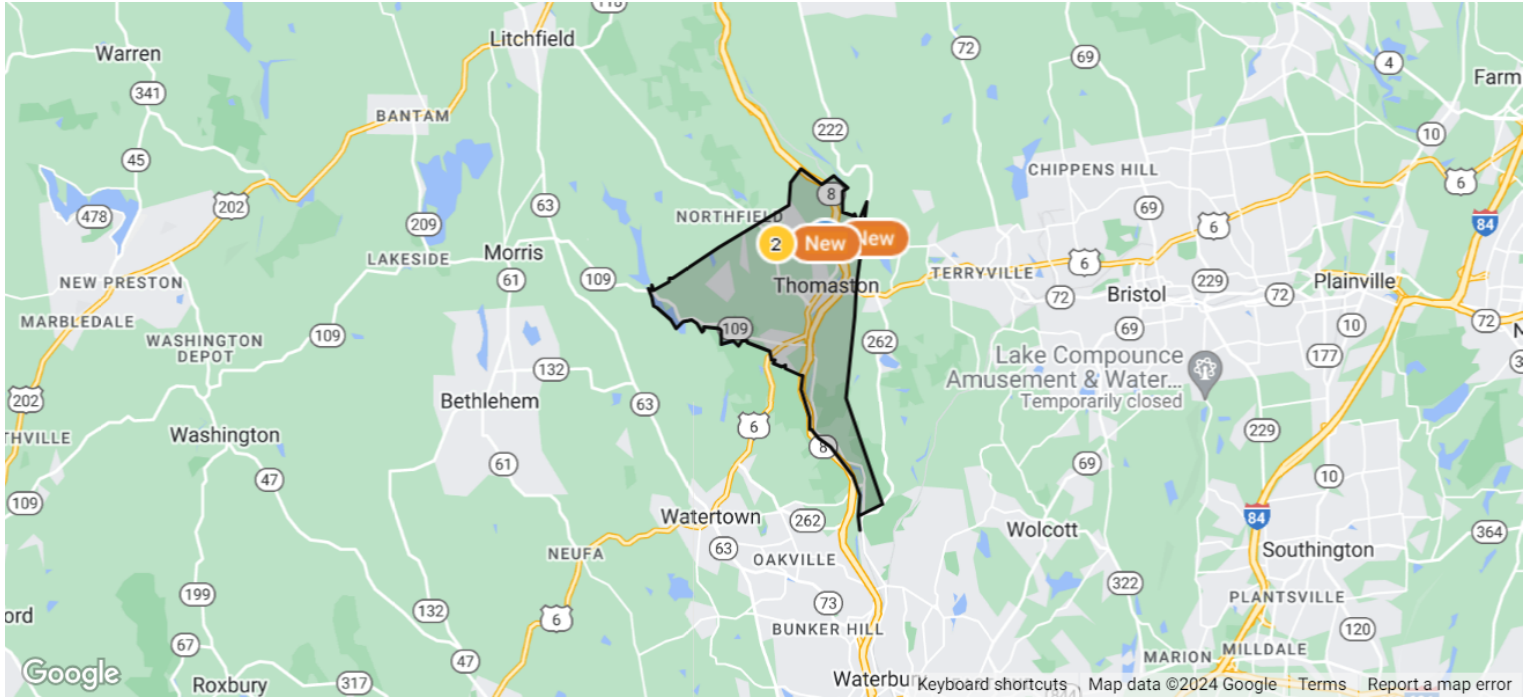 118
Litchfield
Warren
72
69
4
Farm
341
BANTAM
222
10
45
CHIPPENS HILL
6
8
202
478
63
NORTHFIELD
69
209
6
84
2
New
New
Morris
LAKESIDE
6
TERRYVILLE
109
61
229
NEW PRESTON
Thomaston
72
Bristol
72
Plainville
MARBLEDALE
109
109
69
10
72
WASHINGTON
DEPOT
262
177
Lake Compounce
Amusement & Water...
Temporarily closed
132
Bethlehem
63
202
6
THVILLE
Washington
8
229
61
69
10
47
109
Watertown
262
84
Wolcott
364
63
NEUFA
OAKVILLE
Southington
322
199
73
132
6
PLANTSVILLE
ord
BUNKER HILL
120
67
47
MARION
MILLDALE
Google
Roxbury
317
Waterbu
Keyboard shortcuts
Map data ©2024 Google
Terms
Report a map error